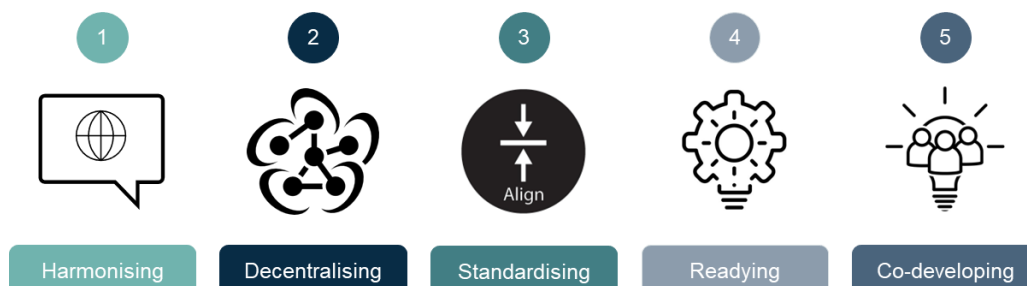 1
2
3
4
5
Align
Harmonising
Decentralising
Standardising
Readying
Co-developing